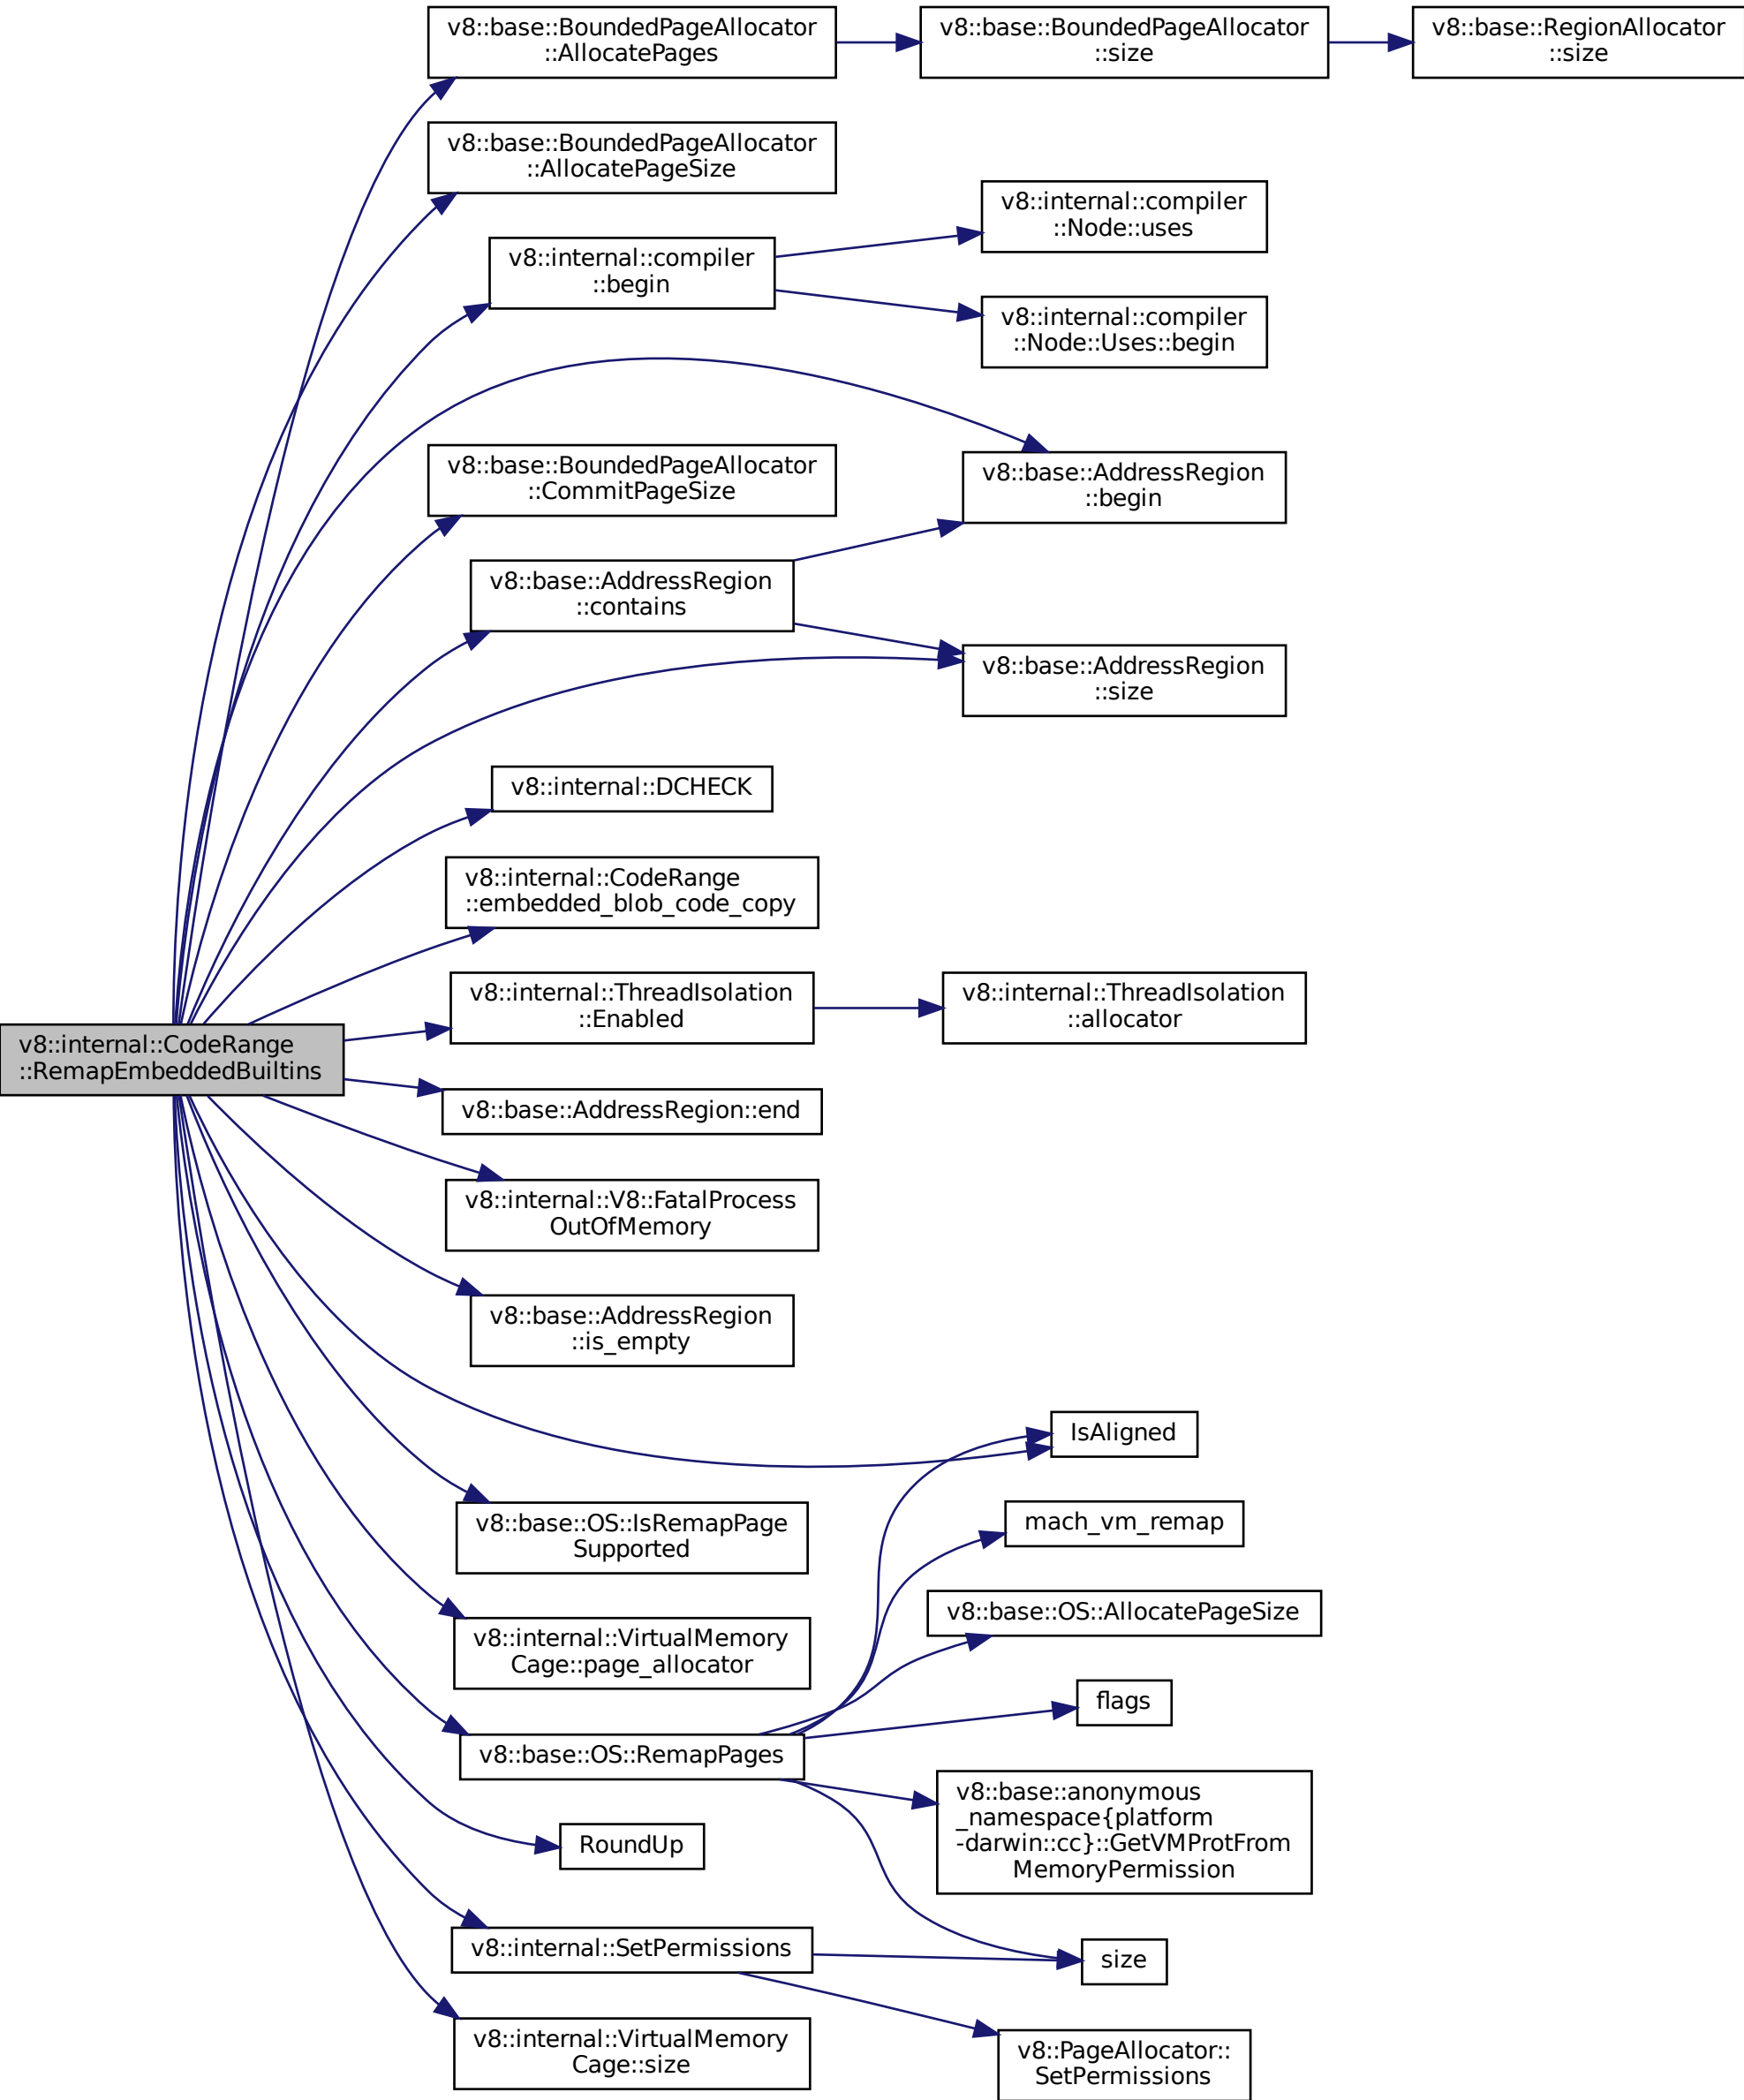 v8::base::BoundedPageAllocator
::AllocatePages
v8::base::BoundedPageAllocator
::size
v8::base::RegionAllocator
::size
v8::base::BoundedPageAllocator
::AllocatePageSize
v8::internal::compiler
::Node::uses
v8::internal::compiler
::begin
v8::internal::compiler
::Node::Uses::begin
v8::base::BoundedPageAllocator
::CommitPageSize
v8::base::AddressRegion
::begin
v8::base::AddressRegion
::contains
v8::base::AddressRegion
::size
v8::internal::DCHECK
v8::internal::CodeRange
::embedded_blob_code_copy
v8::internal::ThreadIsolation
::Enabled
v8::internal::ThreadIsolation
::allocator
v8::internal::CodeRange
::RemapEmbeddedBuiltins
v8::base::AddressRegion::end
v8::internal::V8::FatalProcess
OutOfMemory
v8::base::AddressRegion
::is_empty
IsAligned
v8::base::OS::IsRemapPage
Supported
mach_vm_remap
v8::internal::VirtualMemory
Cage::page_allocator
v8::base::OS::AllocatePageSize
flags
v8::base::OS::RemapPages
v8::base::anonymous
_namespace{platform
-darwin::cc}::GetVMProtFrom
MemoryPermission
RoundUp
v8::internal::SetPermissions
size
v8::internal::VirtualMemory
Cage::size
v8::PageAllocator::
SetPermissions